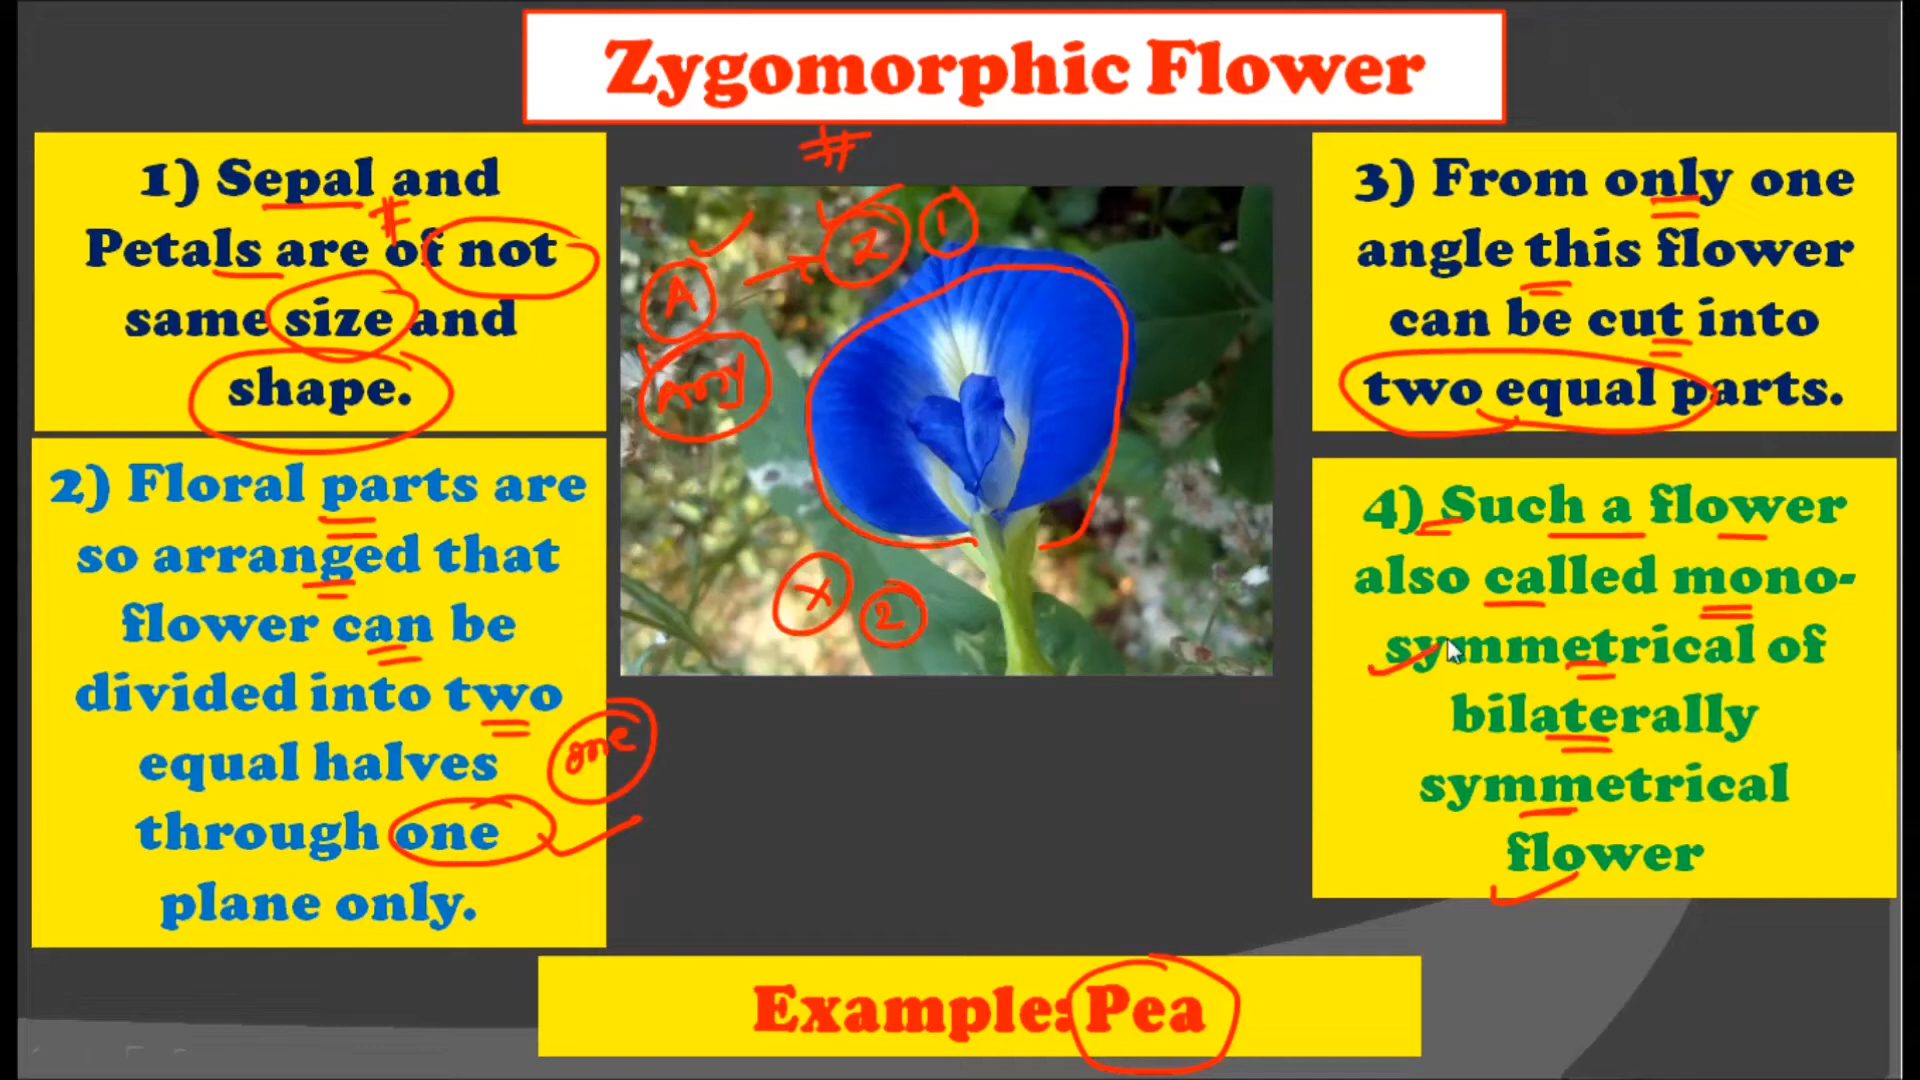 Zygomorphic Flower
1) Sepal and
Petals are of not
same size and
shape.
2) Floral parts are
so arranged that
flower can be
divided into two
equal halves
through one
plane only.
one
A
2
1
Any
X
2
3) From only one
angle this flower
can be cut into
two equal parts.
4) Such a flower
also called mono-
symmetrical of
bilaterally
symmetrical
flower
Example: Pea